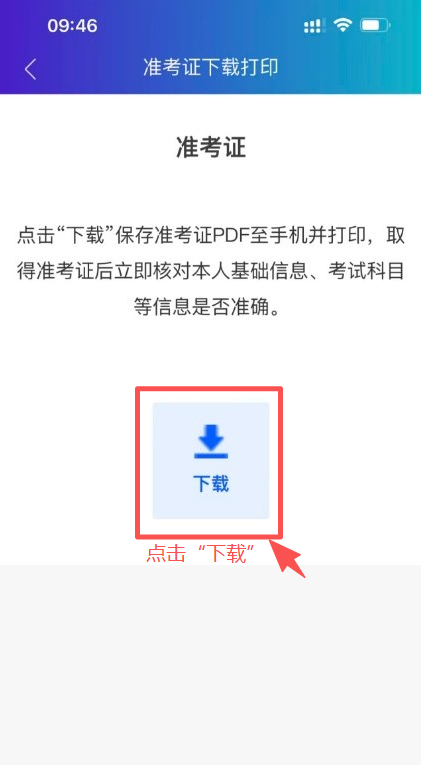 09:46
准考证下载打印
准考证
点击“下载”保存准考证PDF至手机并打印，取
得准考证后立即核对本人基础信息、考试科目
等信息是否准确。
下载
点击“下载”